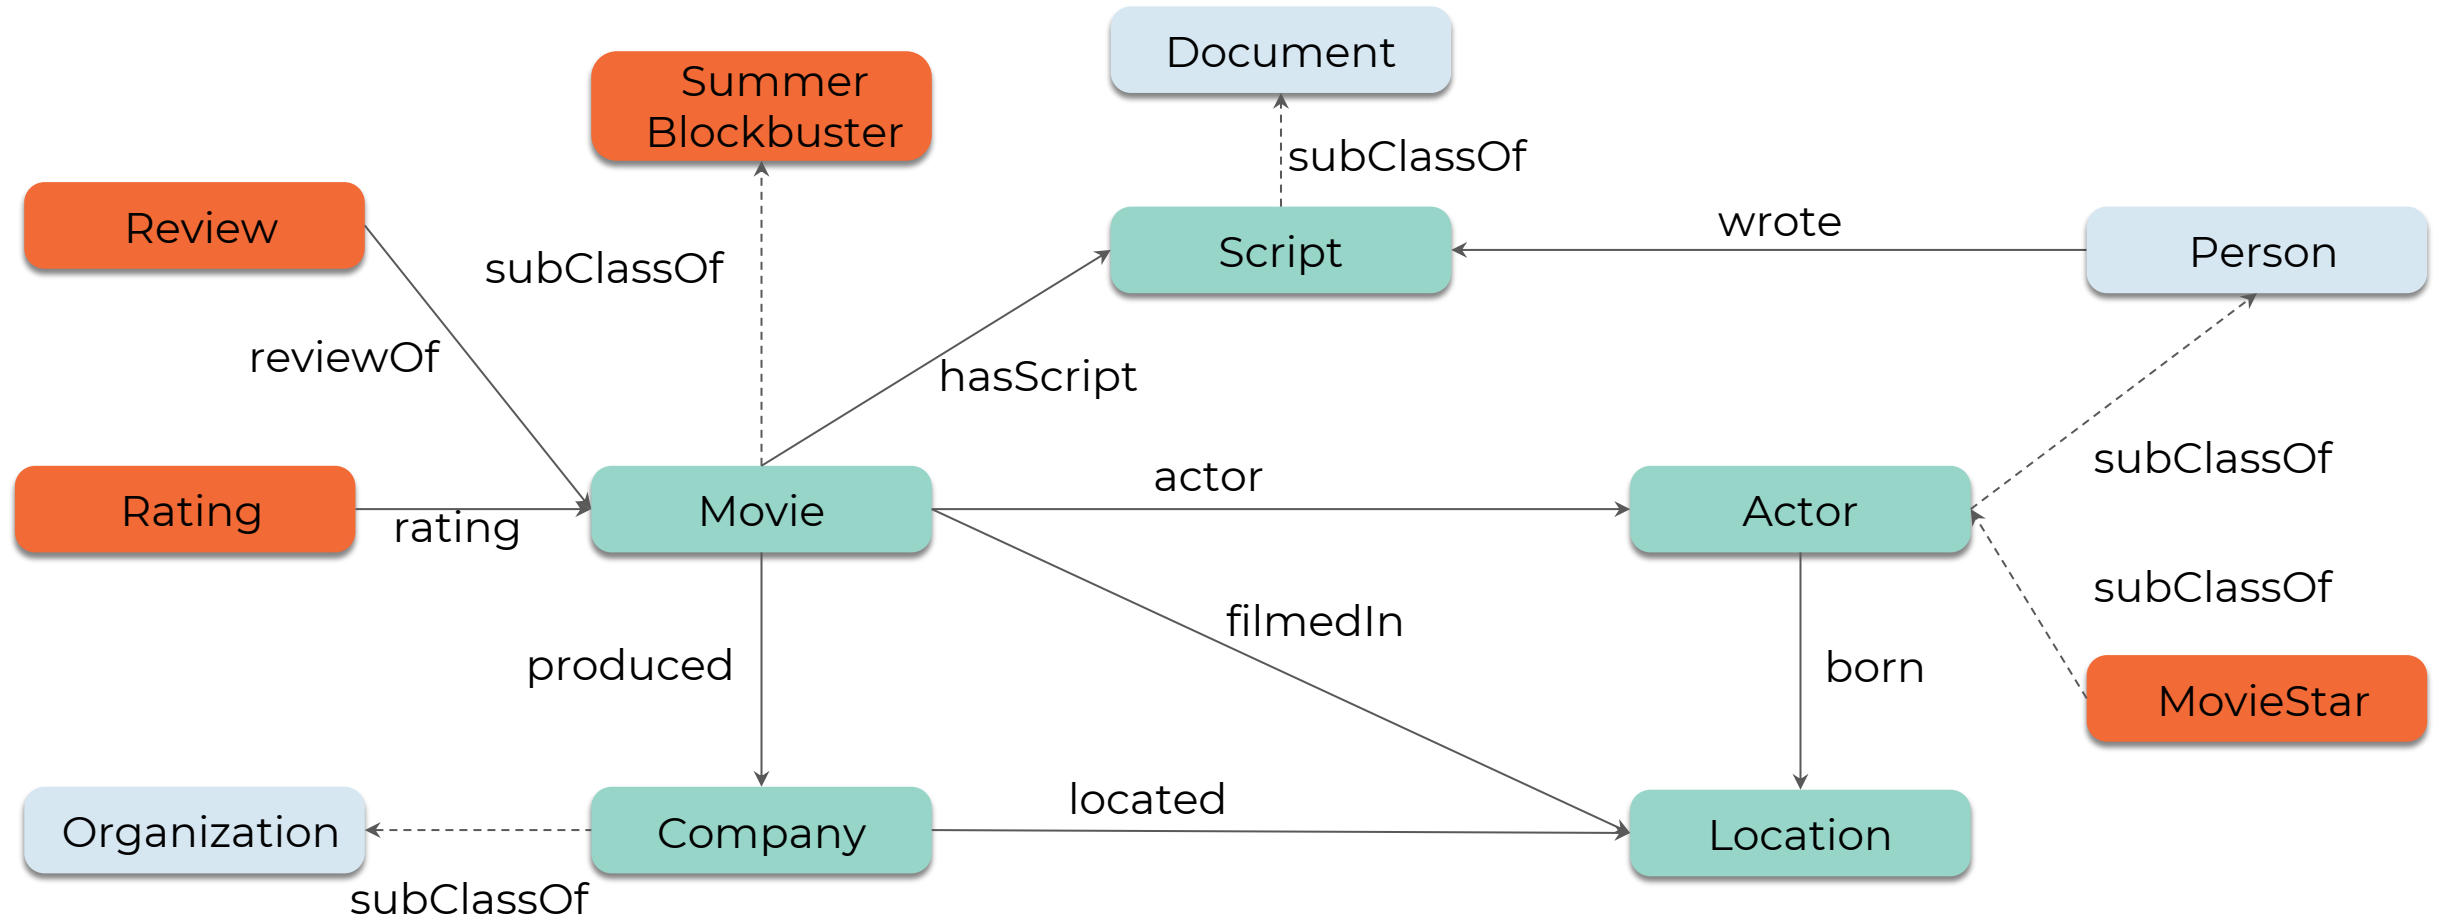 Document
Summer
Blockbuster
subClassOf
Review
wrote
Script
Person
subClassOf
reviewOf
hasScript
subClassOf
actor
Rating
rating
Movie
Actor
subClassOf
filmedIn
produced
born
MovieStar
located
Organization
Company
Location
subClassOf